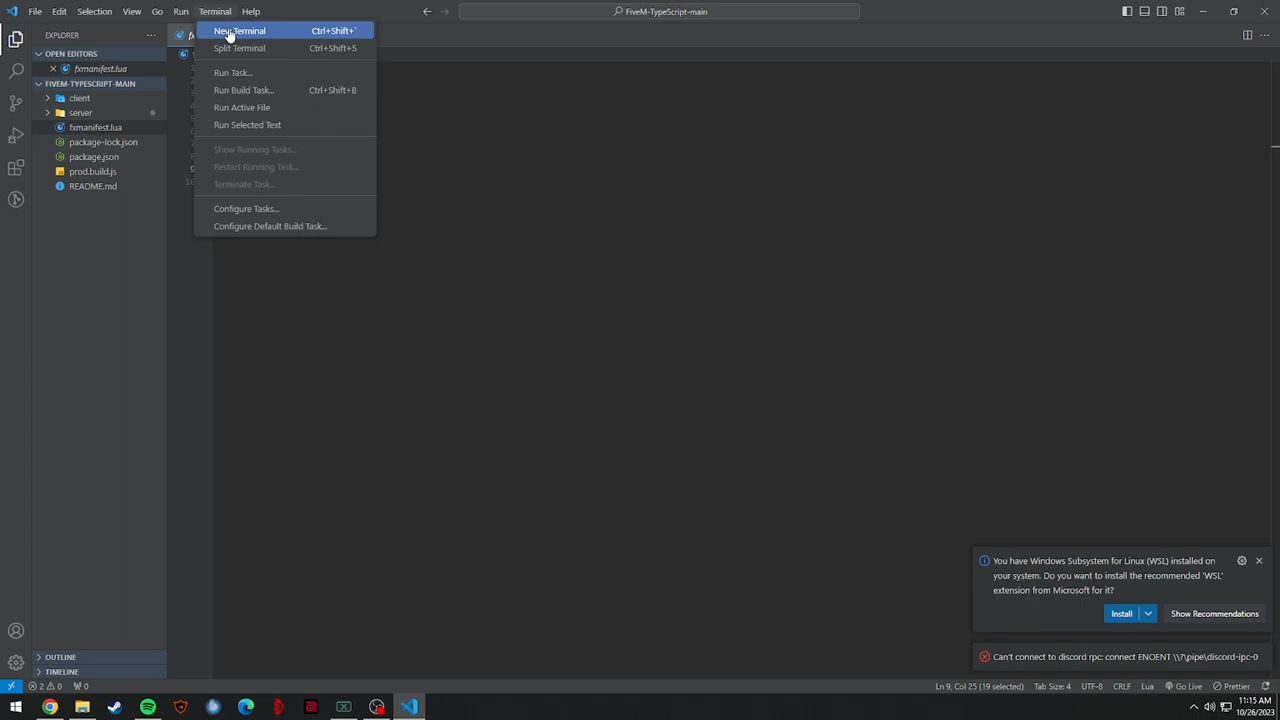 File Edit Selection View Go Run Terminal Help
FiveM-TypeScript-main
EXPLORER
OPEN EDITORS
fxmanifest.lua
FIVEM-TYPESCRIPT-MAIN
client
server
fxmanifest.lua
package-lock.json
package.json
prod.build.js
README.md
OUTLINE
TIMELINE
New Terminal Ctrl+Shift+`
Split Terminal Ctrl+Shift+5
Run Task...
Run Build Task... Ctrl+Shift+B
Run Active File
Run Selected Text
Show Running Tasks...
Restart Running Task...
Terminate Task...
Configure Tasks...
Configure Default Build Task...
You have Windows Subsystem for Linux (WSL) installed on
your system. Do you want to install the recommended 'WSL'
extension from Microsoft for it?
Install
Show Recommendations
Can't connect to discord rpc: connect ENOENT \\?\pipe\discord-ipc-0
2 0 0
Ln 9, Col 25 (19 selected) Tab Size: 4 UTF-8 CRLF Lua Go Live Prettier
11:15 AM
10/26/2023